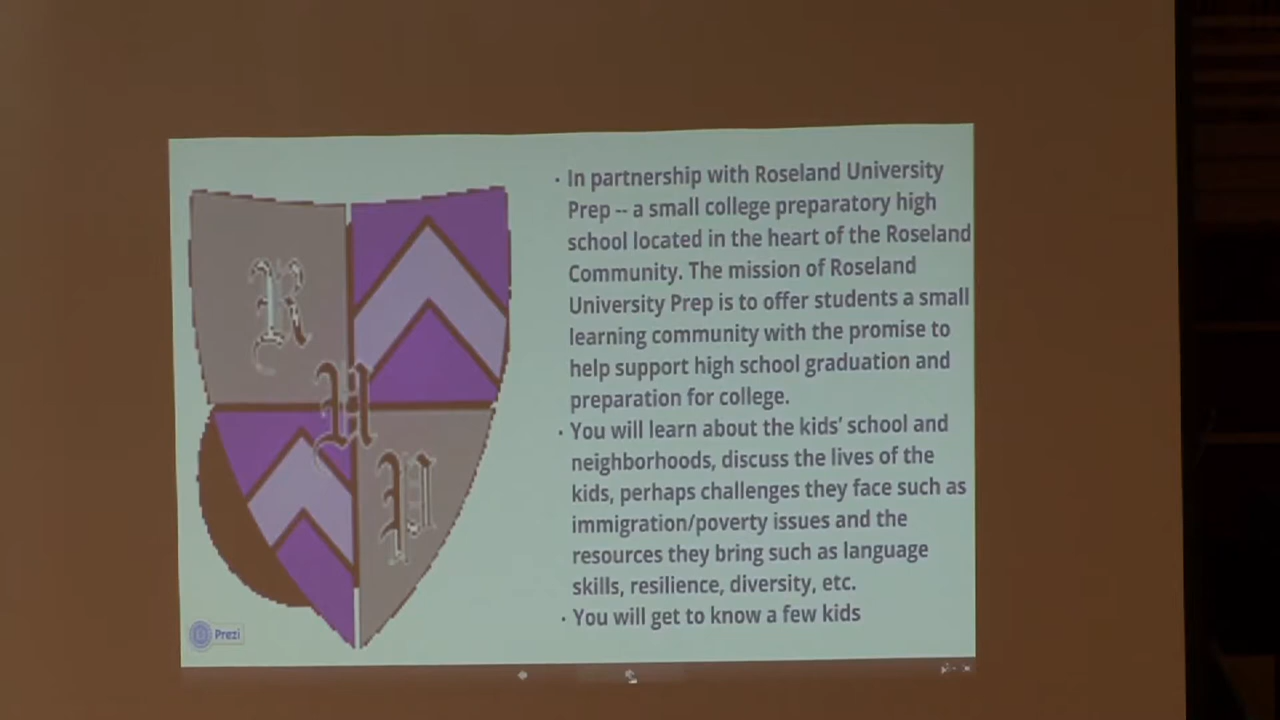 R
U
P
· In partnership with Roseland University
Prep -- a small college preparatory high
school located in the heart of the Roseland
Community. The mission of Roseland
University Prep is to offer students a small
learning community with the promise to
help support high school graduation and
preparation for college.
· You will learn about the kids' school and
neighborhoods, discuss the lives of the
kids, perhaps challenges they face such as
immigration/poverty issues and the
resources they bring such as language
skills, resilience, diversity, etc.
· You will get to know a few kids
Prezi